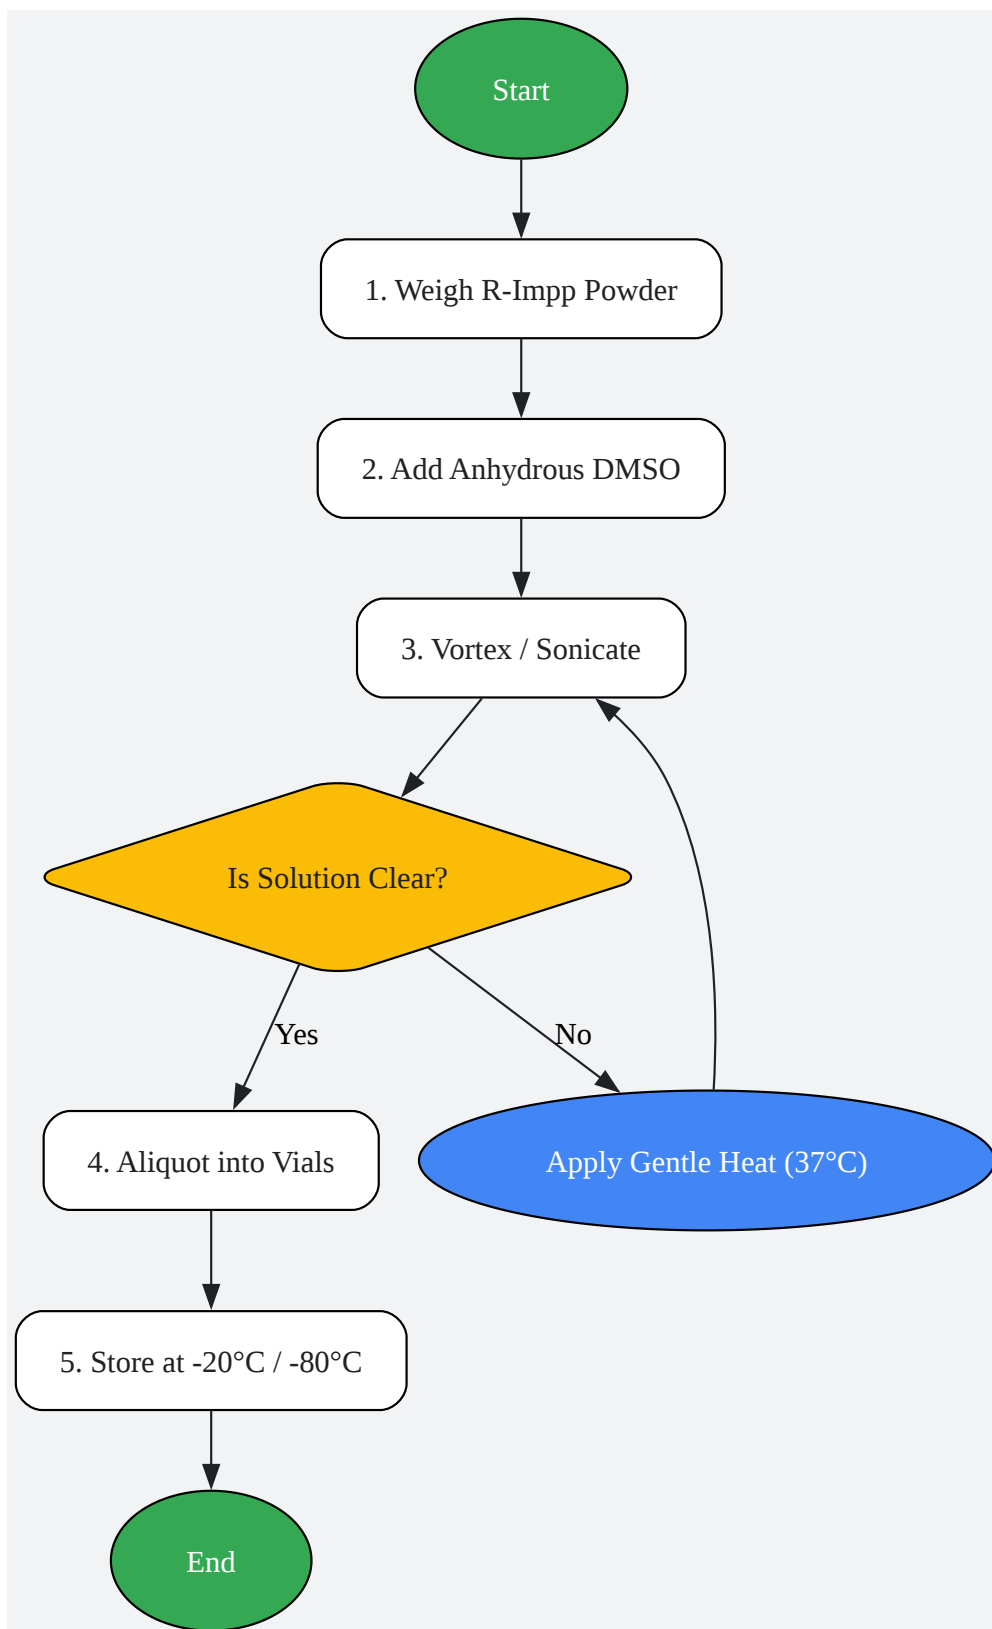 Start
1. Weigh R-Impp Powder
2. Add Anhydrous DMSO
3. Vortex / Sonicate
Is Solution Clear?
Yes
No
4. Aliquot into Vials
Apply Gentle Heat (37°C)
5. Store at -20°C / -80°C
End